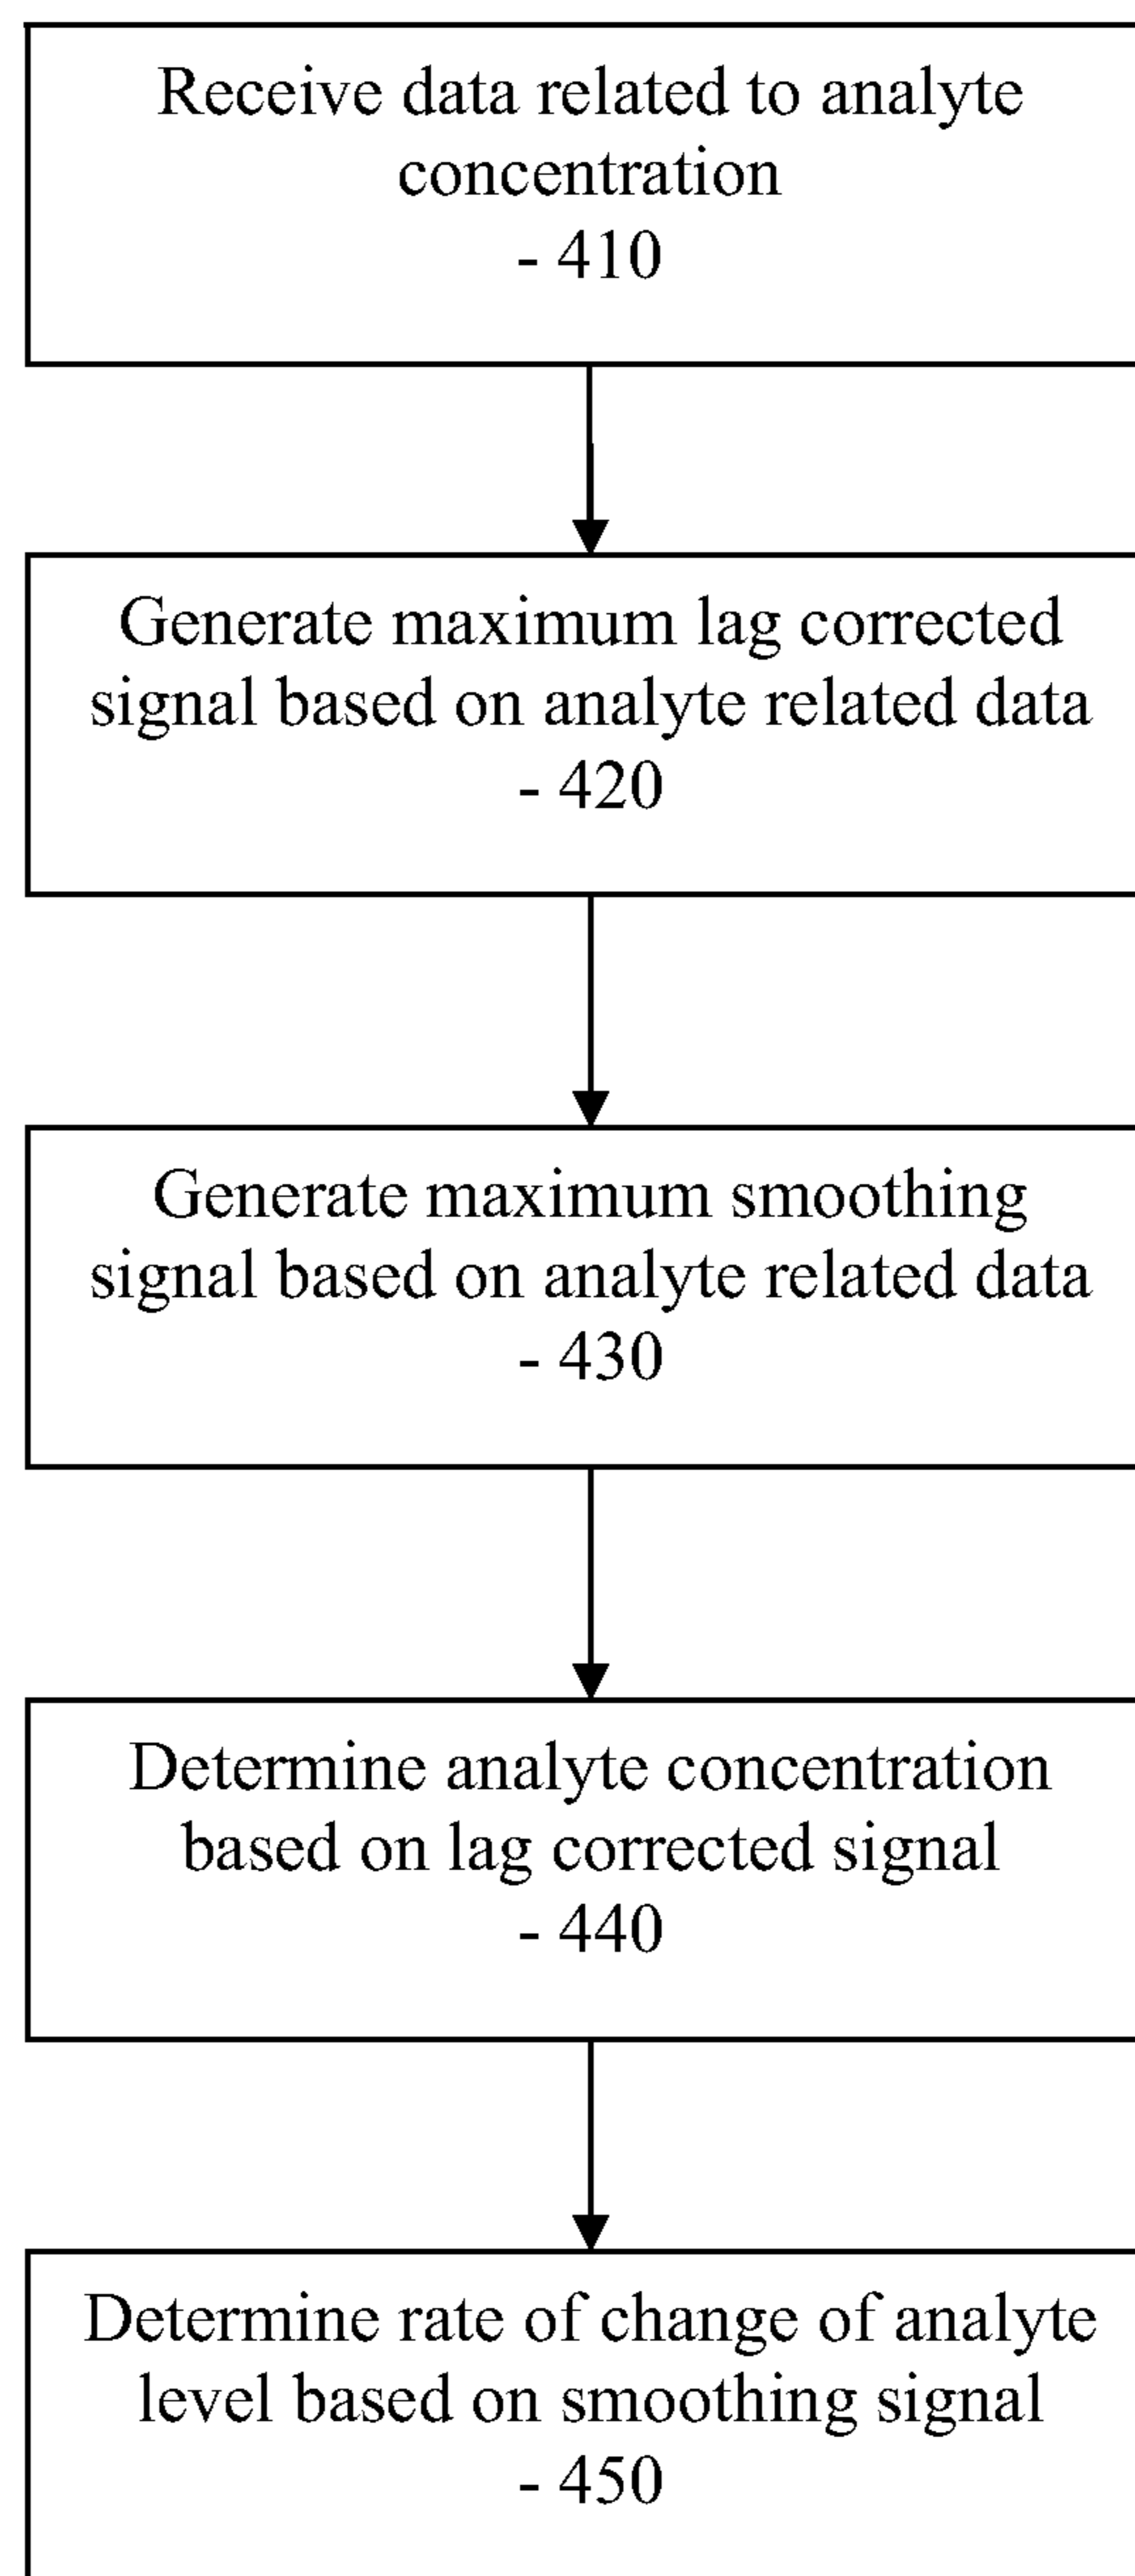 Receive data related to analyte
concentration
- 410
Generate maximum lag corrected
signal based on analyte related data
- 420
Generate maximum smoothing
signal based on analyte related data
- 430
Determine analyte concentration
based on lag corrected signal
- 440
Determine rate of change of analyte
level based on smoothing signal
- 450